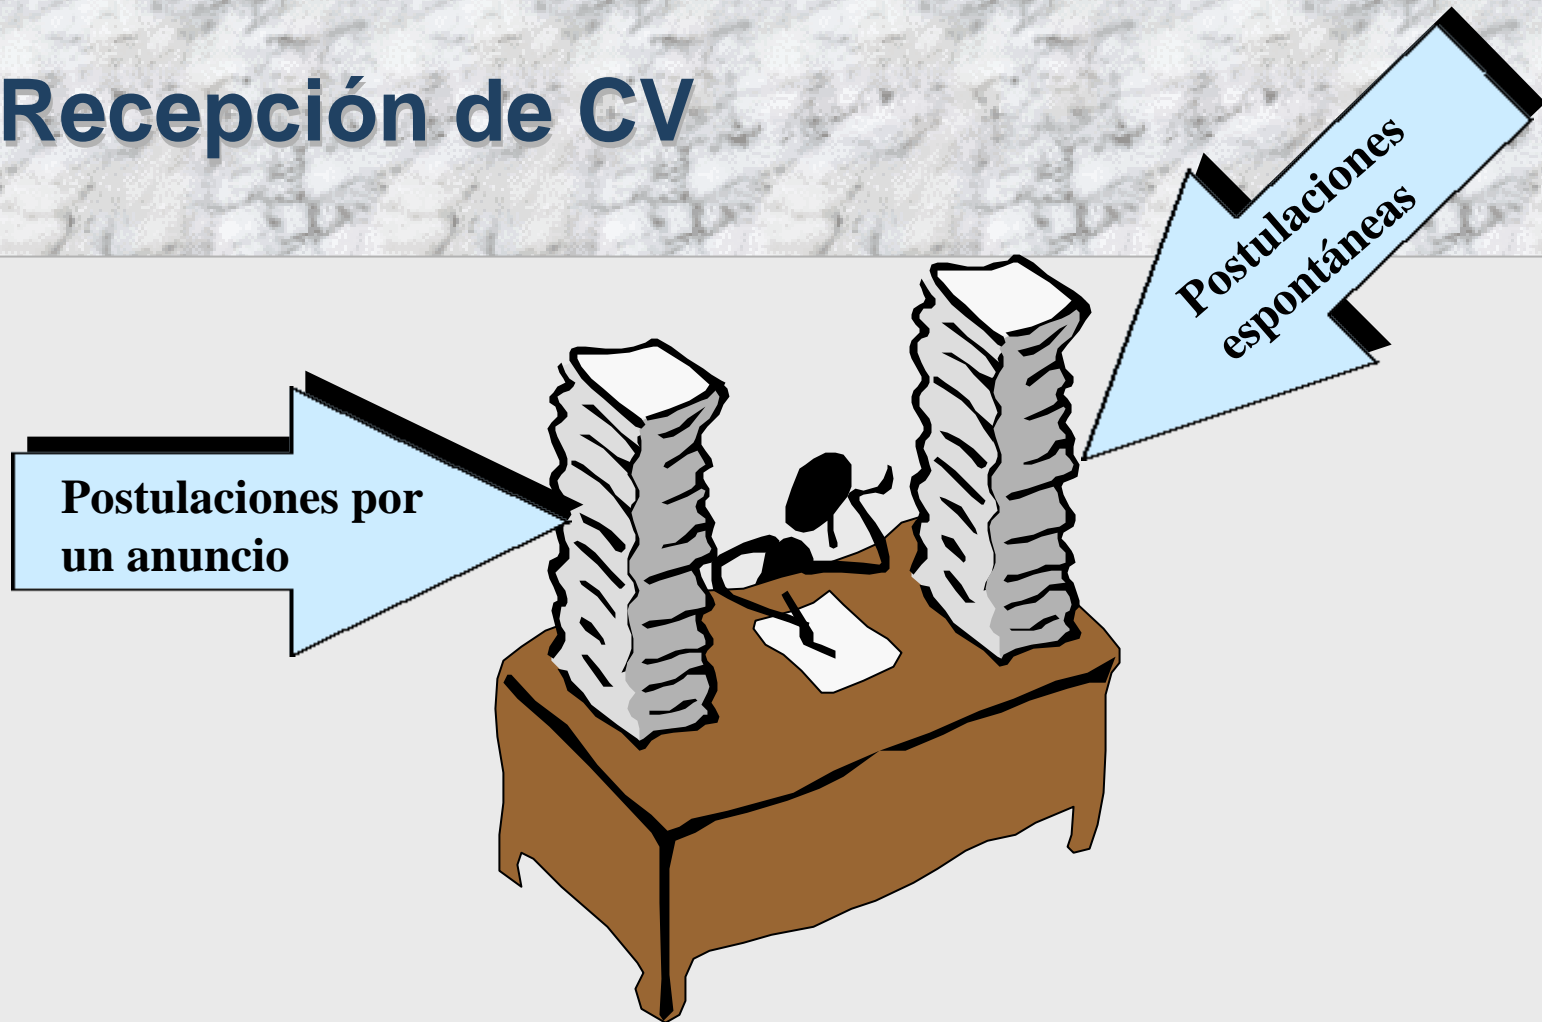 Recepción de CV
Postulaciones
espontáneas
Postulaciones por
un anuncio